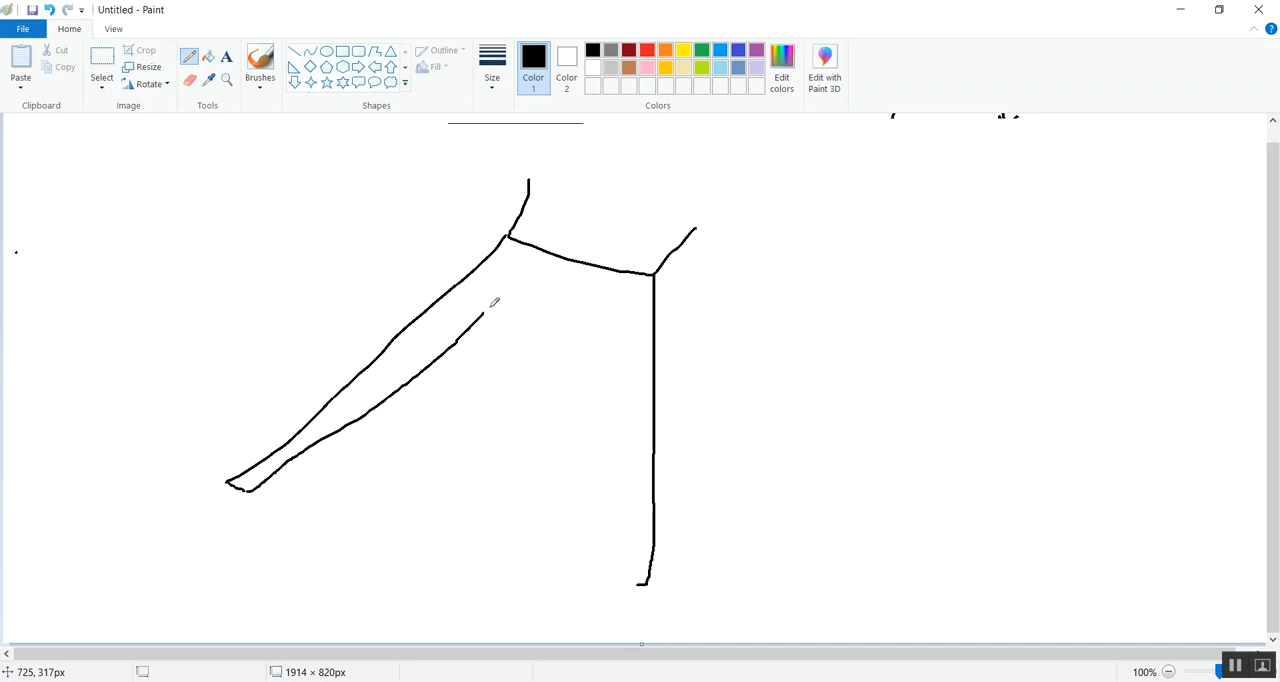 Untitled - Paint
File Home View
Paste
Cut
Copy
Clipboard
Select
Crop
Resize
Rotate
Image
Tools
Brushes
Shapes
Outline
Fill
Size
Color 1
Color 2
Colors
Edit colors
Edit with Paint 3D
725, 317px
1914 × 820px
100%